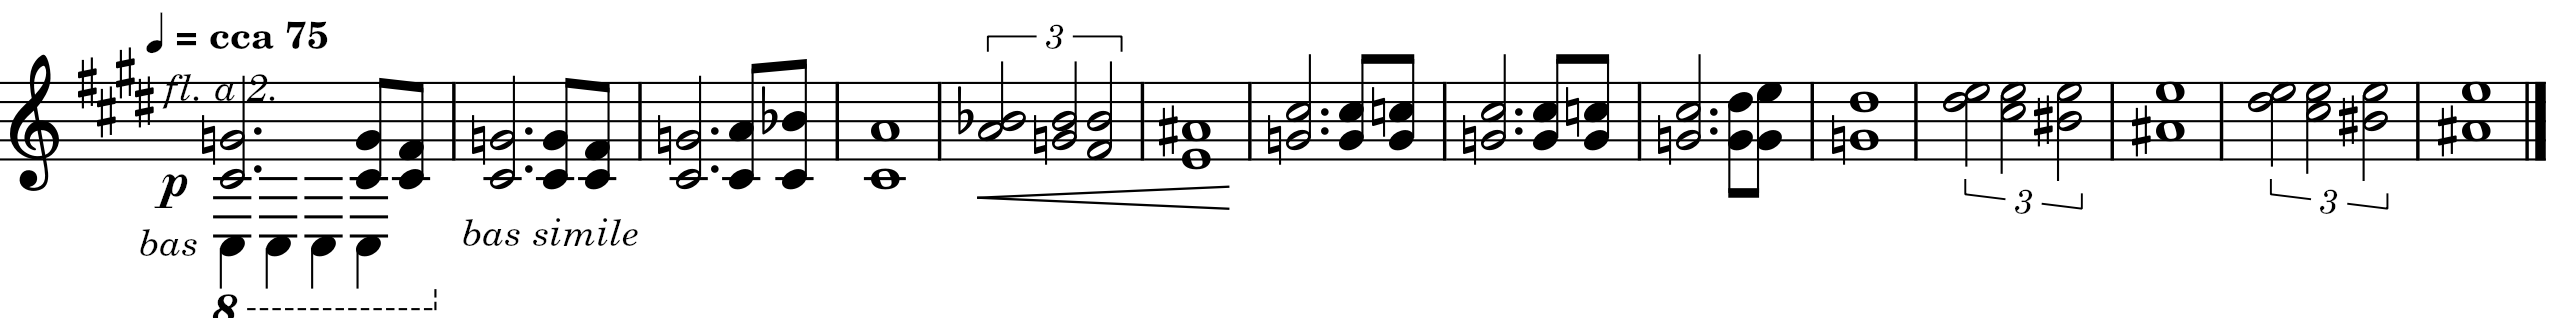 ♩ = cca 75
fl. a 2.
3
p
3
3
bas
bas simile
8